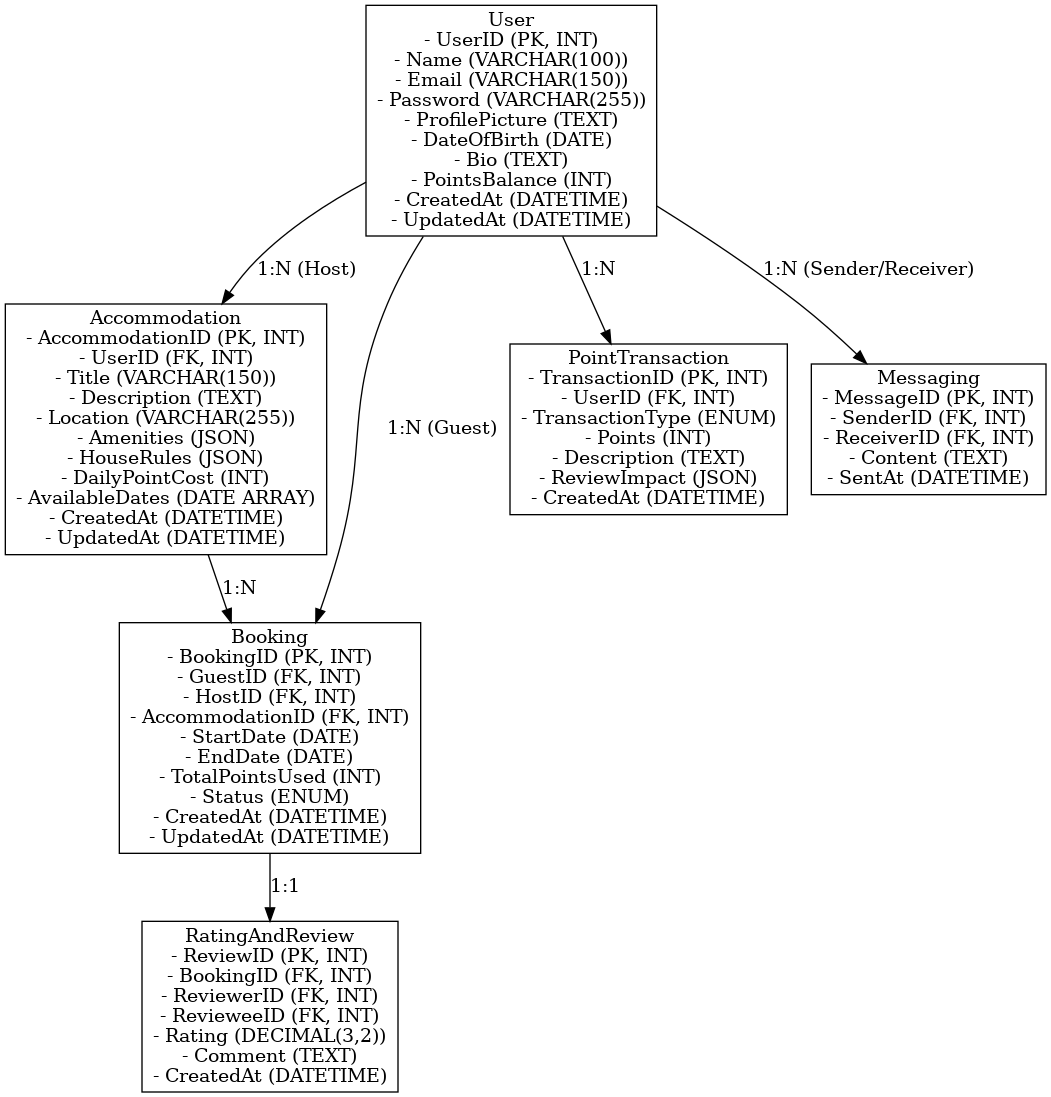 User
- UserID (PK, INT)
- Name (VARCHAR(100))
- Email (VARCHAR(150))
- Password (VARCHAR(255))
- ProfilePicture (TEXT)
- DateOfBirth (DATE)
- Bio (TEXT)
- PointsBalance (INT)
- CreatedAt (DATETIME)
- UpdatedAt (DATETIME)
1:N (Host)
1:N
1:N (Sender/Receiver)
Accommodation
- AccommodationID (PK, INT)
- UserID (FK, INT)
- Title (VARCHAR(150))
- Description (TEXT)
- Location (VARCHAR(255))
- Amenities (JSON)
- HouseRules (JSON)
- DailyPointCost (INT)
- AvailableDates (DATE ARRAY)
- CreatedAt (DATETIME)
- UpdatedAt (DATETIME)
1:N (Guest)
PointTransaction
- TransactionID (PK, INT)
- UserID (FK, INT)
- TransactionType (ENUM)
- Points (INT)
- Description (TEXT)
- ReviewImpact (JSON)
- CreatedAt (DATETIME)
Messaging
- MessageID (PK, INT)
- SenderID (FK, INT)
- ReceiverID (FK, INT)
- Content (TEXT)
- SentAt (DATETIME)
1:N
Booking
- BookingID (PK, INT)
- GuestID (FK, INT)
- HostID (FK, INT)
- AccommodationID (FK, INT)
- StartDate (DATE)
- EndDate (DATE)
- TotalPointsUsed (INT)
- Status (ENUM)
- CreatedAt (DATETIME)
- UpdatedAt (DATETIME)
1:1
RatingAndReview
- ReviewID (PK, INT)
- BookingID (FK, INT)
- ReviewerID (FK, INT)
- RevieweeID (FK, INT)
- Rating (DECIMAL(3,2))
- Comment (TEXT)
- CreatedAt (DATETIME)